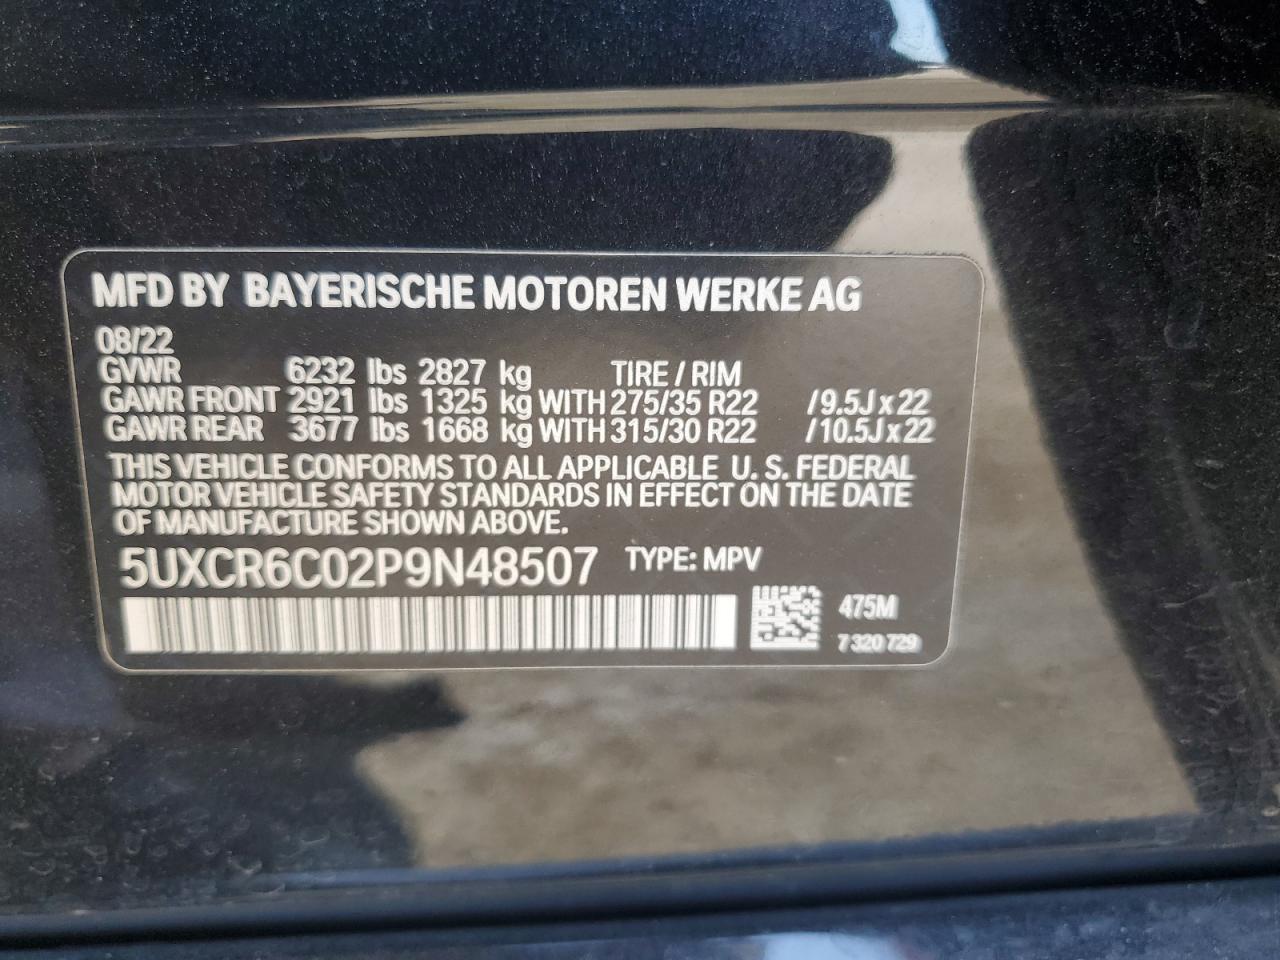 MFD BY BAYERISCHE MOTOREN WERKE AG
08/22
GVWR 6232 lbs 2827 kg TIRE / RIM
GAWR FRONT 2921 lbs 1325 kg WITH 275/35 R22 /9.5J x 22
GAWR REAR 3677 lbs 1668 kg WITH 315/30 R22 /10.5J x 22
THIS VEHICLE CONFORMS TO ALL APPLICABLE U. S. FEDERAL
MOTOR VEHICLE SAFETY STANDARDS IN EFFECT ON THE DATE
OF MANUFACTURE SHOWN ABOVE.
5UXCR6C02P9N48507 TYPE: MPV
475M
7 320 729